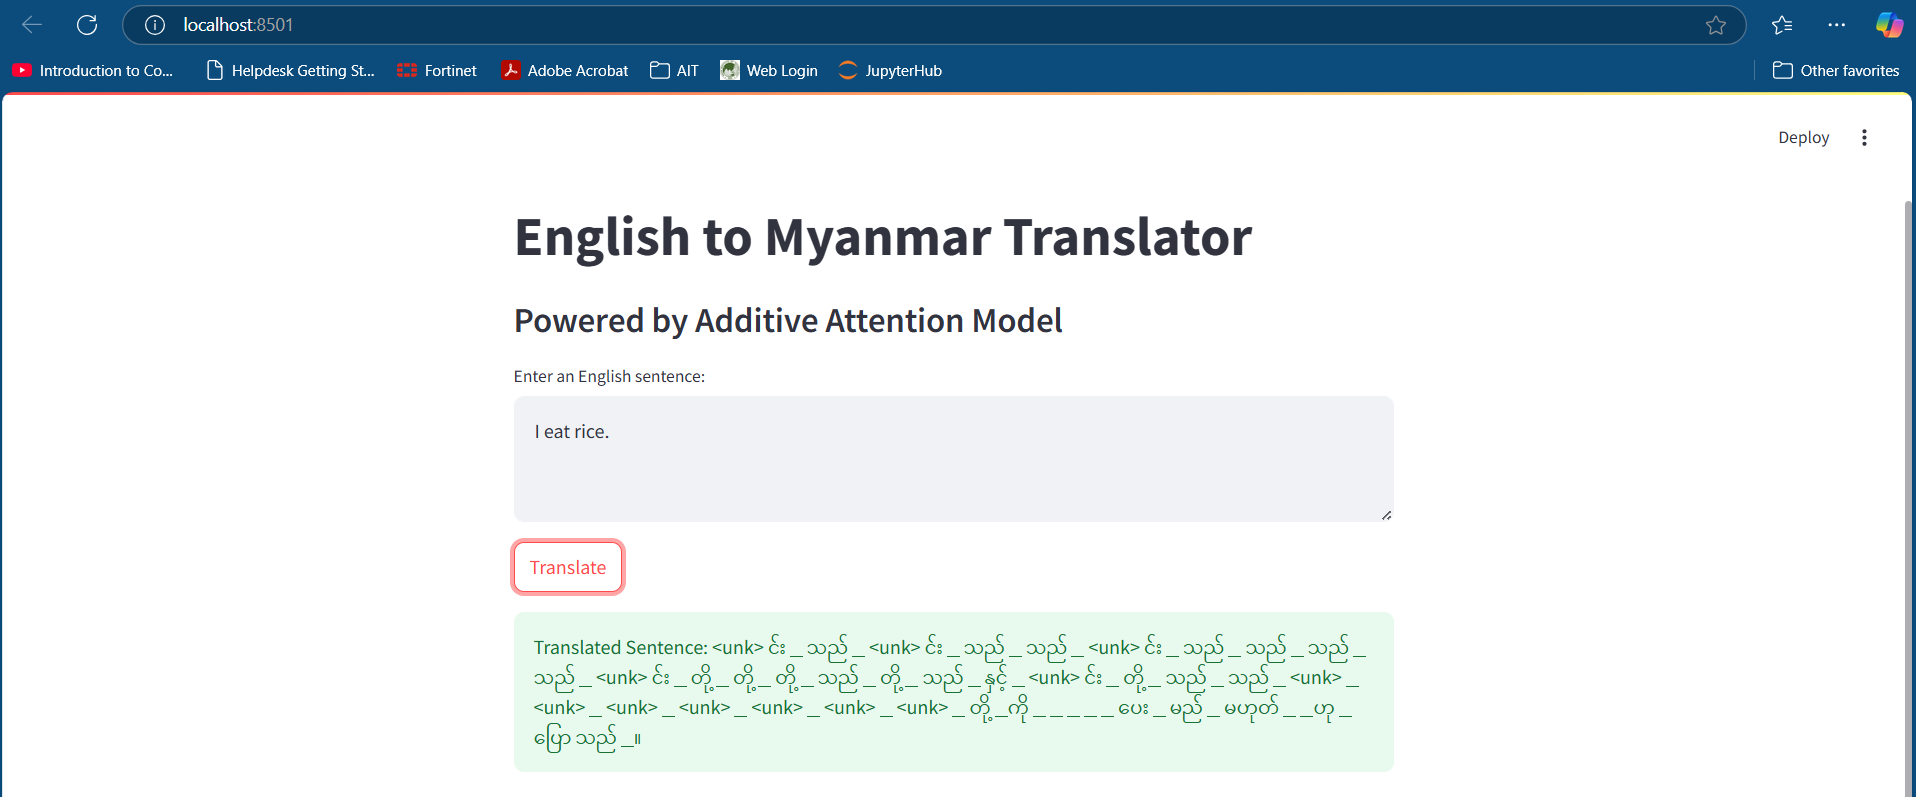 localhost:8501
Introduction to Co...
Helpdesk Getting St...
Fortinet
Adobe Acrobat
AIT
Web Login
JupyterHub
Other favorites
Deploy
English to Myanmar Translator
Powered by Additive Attention Model
Enter an English sentence:
I eat rice.
Translate
Translated Sentence: <unk> င်း _ သည် _ <unk> င်း _ သည် _ သည် _ <unk> င်း _ သည် _ သည် _ သည် _
သည် _ <unk> င်း _ တို့ _ တို့ _ တို့ _ သည် _ တို့ _ သည် _ နှင့် _ <unk> င်း _ တို့ _ သည် _ သည် _ <unk> _
<unk> _ <unk> _ <unk> _ <unk> _ <unk> _ <unk> _ တို့ _ကို _ _ _ _ _ ပေး _ မည် _ မဟုတ် _ _ဟု _
ပြော သည် _။